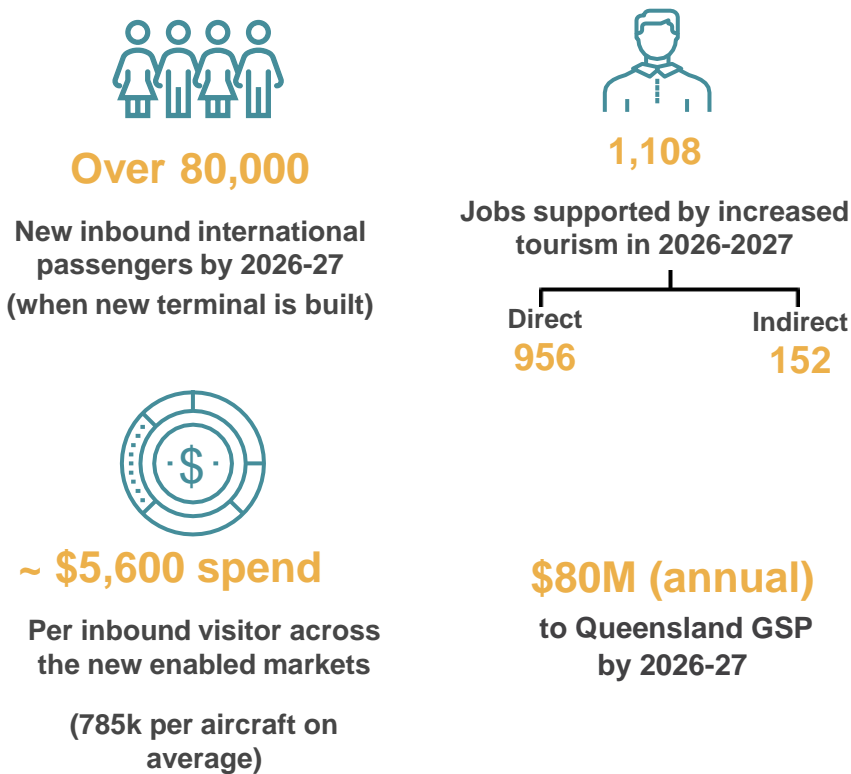 Over 80,000
New inbound international
passengers by 2026-27
(when new terminal is built)
1,108
Jobs supported by increased
tourism in 2026-2027
Direct
956
Indirect
152
$
~ $5,600 spend
Per inbound visitor across
the new enabled markets
(785k per aircraft on
average)
$80M (annual)
to Queensland GSP
by 2026-27